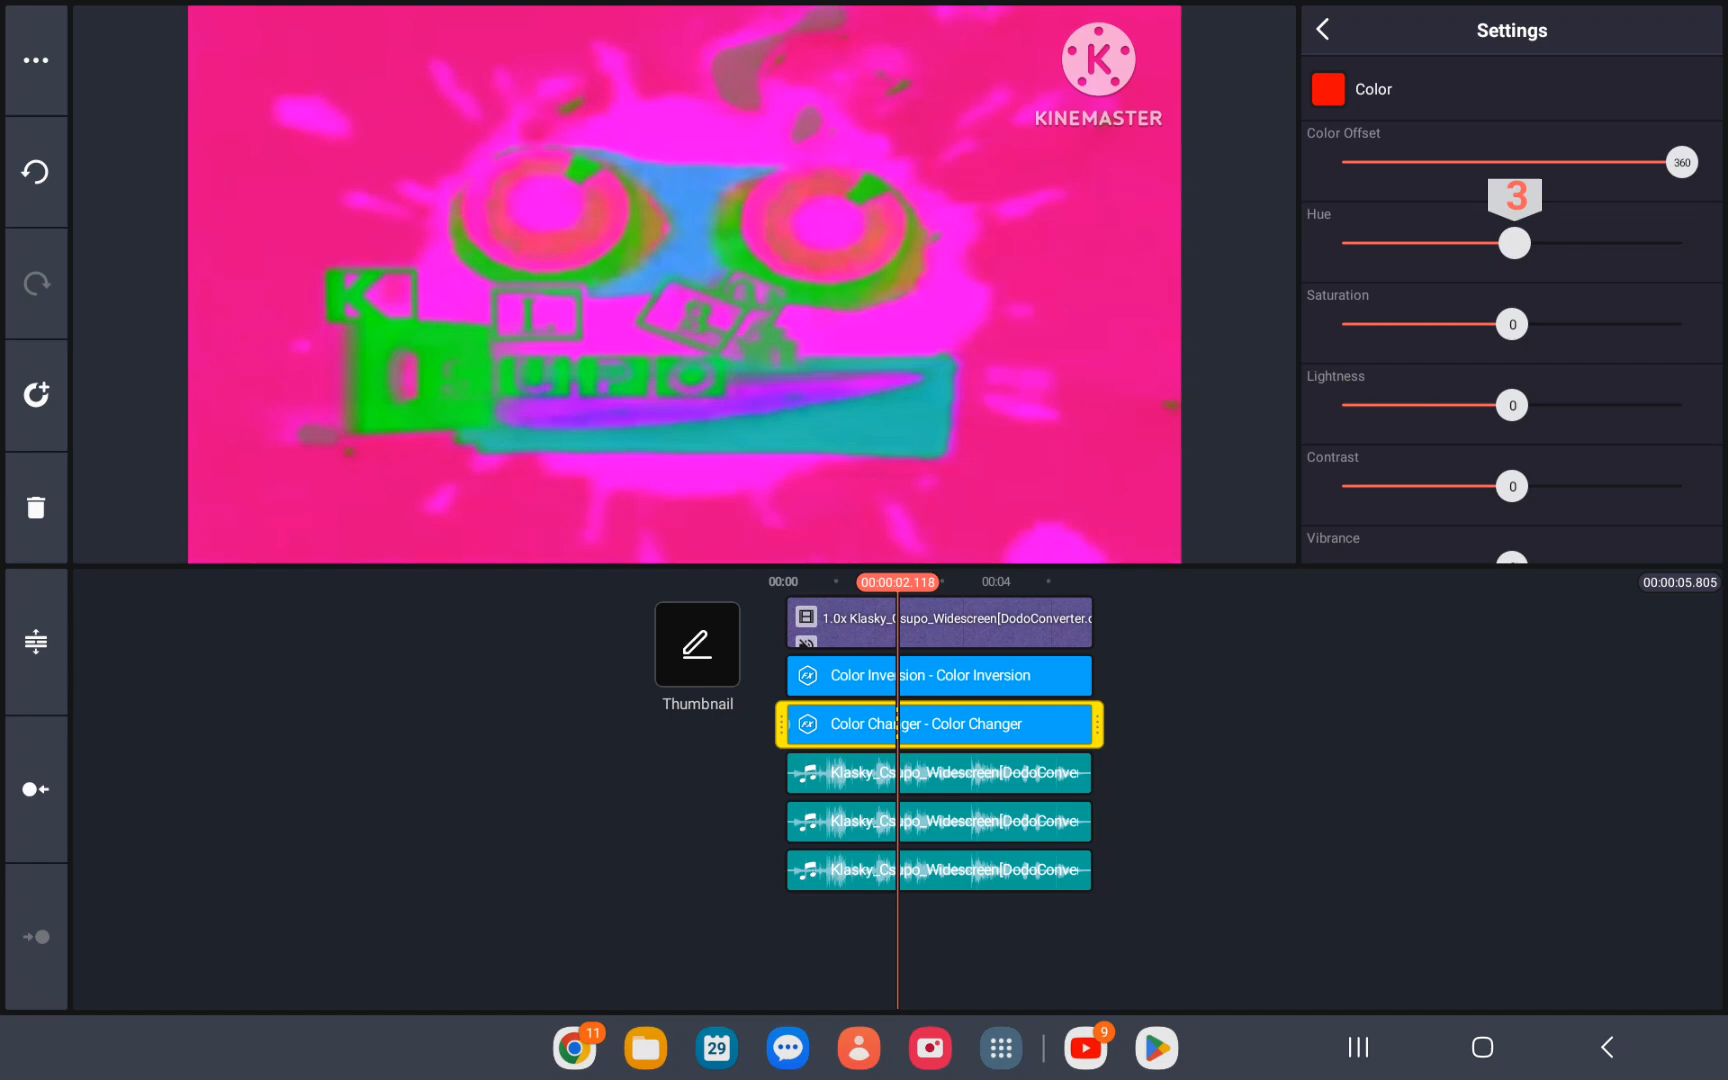 Settings
Color
Color Offset
360
3
Hue
Saturation
0
Lightness
0
Contrast
0
Vibrance
K
KINEMASTER
K
L
S
U
P
O
00:00
00:00:02.118
00:04
00:00:05.805
Thumbnail
1.0x Klasky_Csupo_Widescreen[DodoConverter.c
Color Inversion - Color Inversion
Color Changer - Color Changer
Klasky_Csupo_Widescreen[DodoConve
Klasky_Csupo_Widescreen[DodoConve
Klasky_Csupo_Widescreen[DodoConve
11
29
9